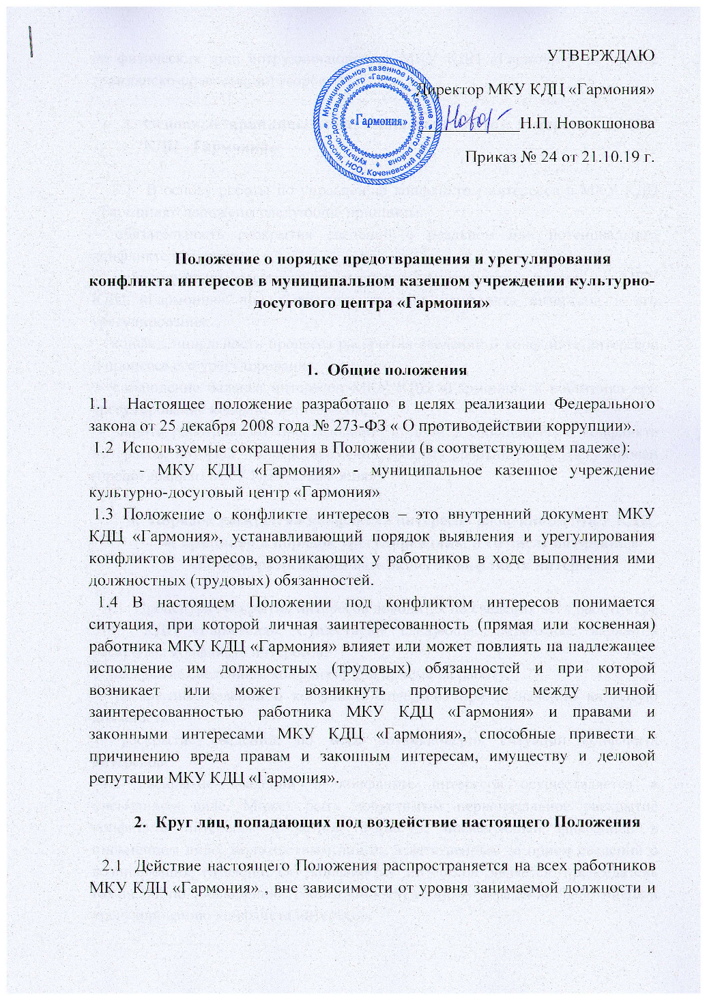 УТВЕРЖДАЮ
Директор МКУ КДЦ «Гармония»
Н.П. Новокшонова
Приказ № 24 от 21.10.19 г.
Муниципальное казенное учреждение
культурно-досуговый центр «Гармония» Коченевского района
Россия, НСО, Коченевский район
«Гармония»
Положение о порядке предотвращения и урегулирования
конфликта интересов в муниципальном казенном учреждении культурно-
досугового центра «Гармония»
1. Общие положения
1.1 Настоящее положение разработано в целях реализации Федерального
закона от 25 декабря 2008 года № 273-ФЗ « О противодействии коррупции».
1.2 Используемые сокращения в Положении (в соответствующем падеже):
- МКУ КДЦ «Гармония» - муниципальное казенное учреждение
культурно-досуговый центр «Гармония»
1.3 Положение о конфликте интересов – это внутренний документ МКУ
КДЦ «Гармония», устанавливающий порядок выявления и урегулирования
конфликтов интересов, возникающих у работников в ходе выполнения ими
должностных (трудовых) обязанностей.
1.4 В настоящем Положении под конфликтом интересов понимается
ситуация, при которой личная заинтересованность (прямая или косвенная)
работника МКУ КДЦ «Гармония» влияет или может повлиять на надлежащее
исполнение им должностных (трудовых) обязанностей и при которой
возникает или может возникнуть противоречие между личной
заинтересованностью работника МКУ КДЦ «Гармония» и правами и
законными интересами МКУ КДЦ «Гармония», способные привести к
причинению вреда правам и законным интересам, имуществу и деловой
репутации МКУ КДЦ «Гармония».
2. Круг лиц, попадающих под воздействие настоящего Положения
2.1 Действие настоящего Положения распространяется на всех работников
МКУ КДЦ «Гармония» , вне зависимости от уровня занимаемой должности и